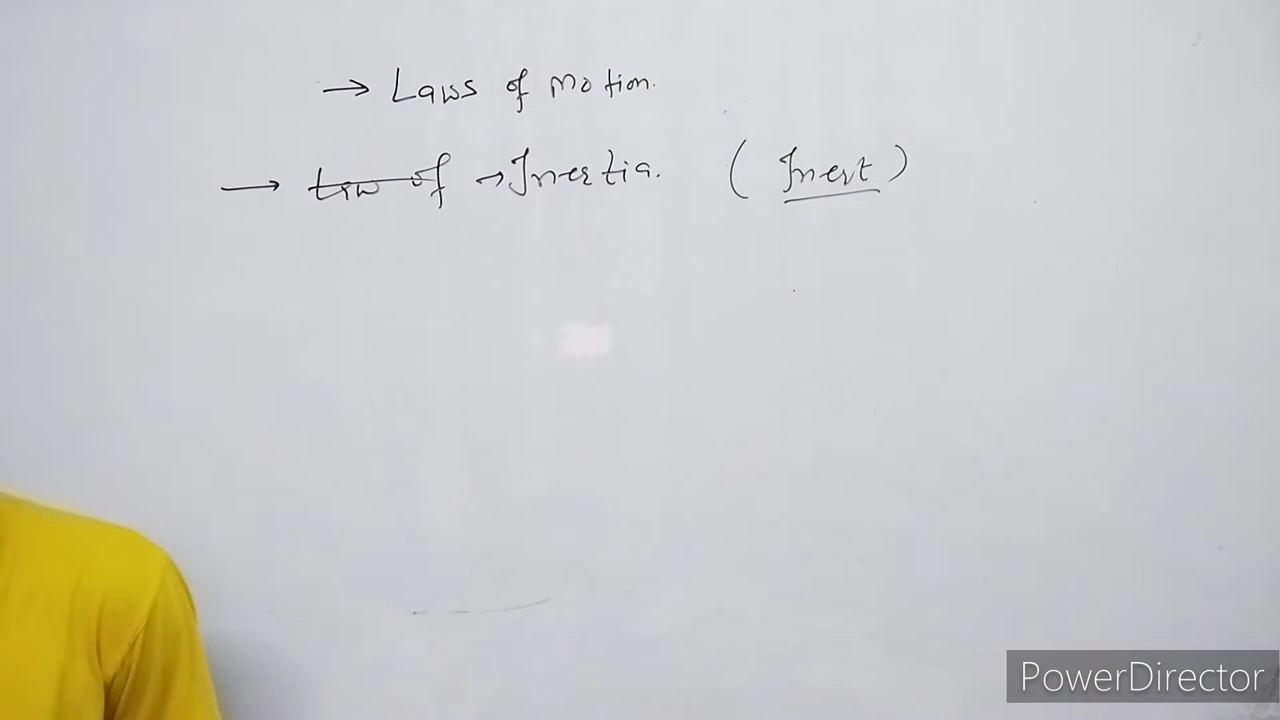 → Laws of motion.
→ Law of → Inertia. (Inert)
PowerDirector